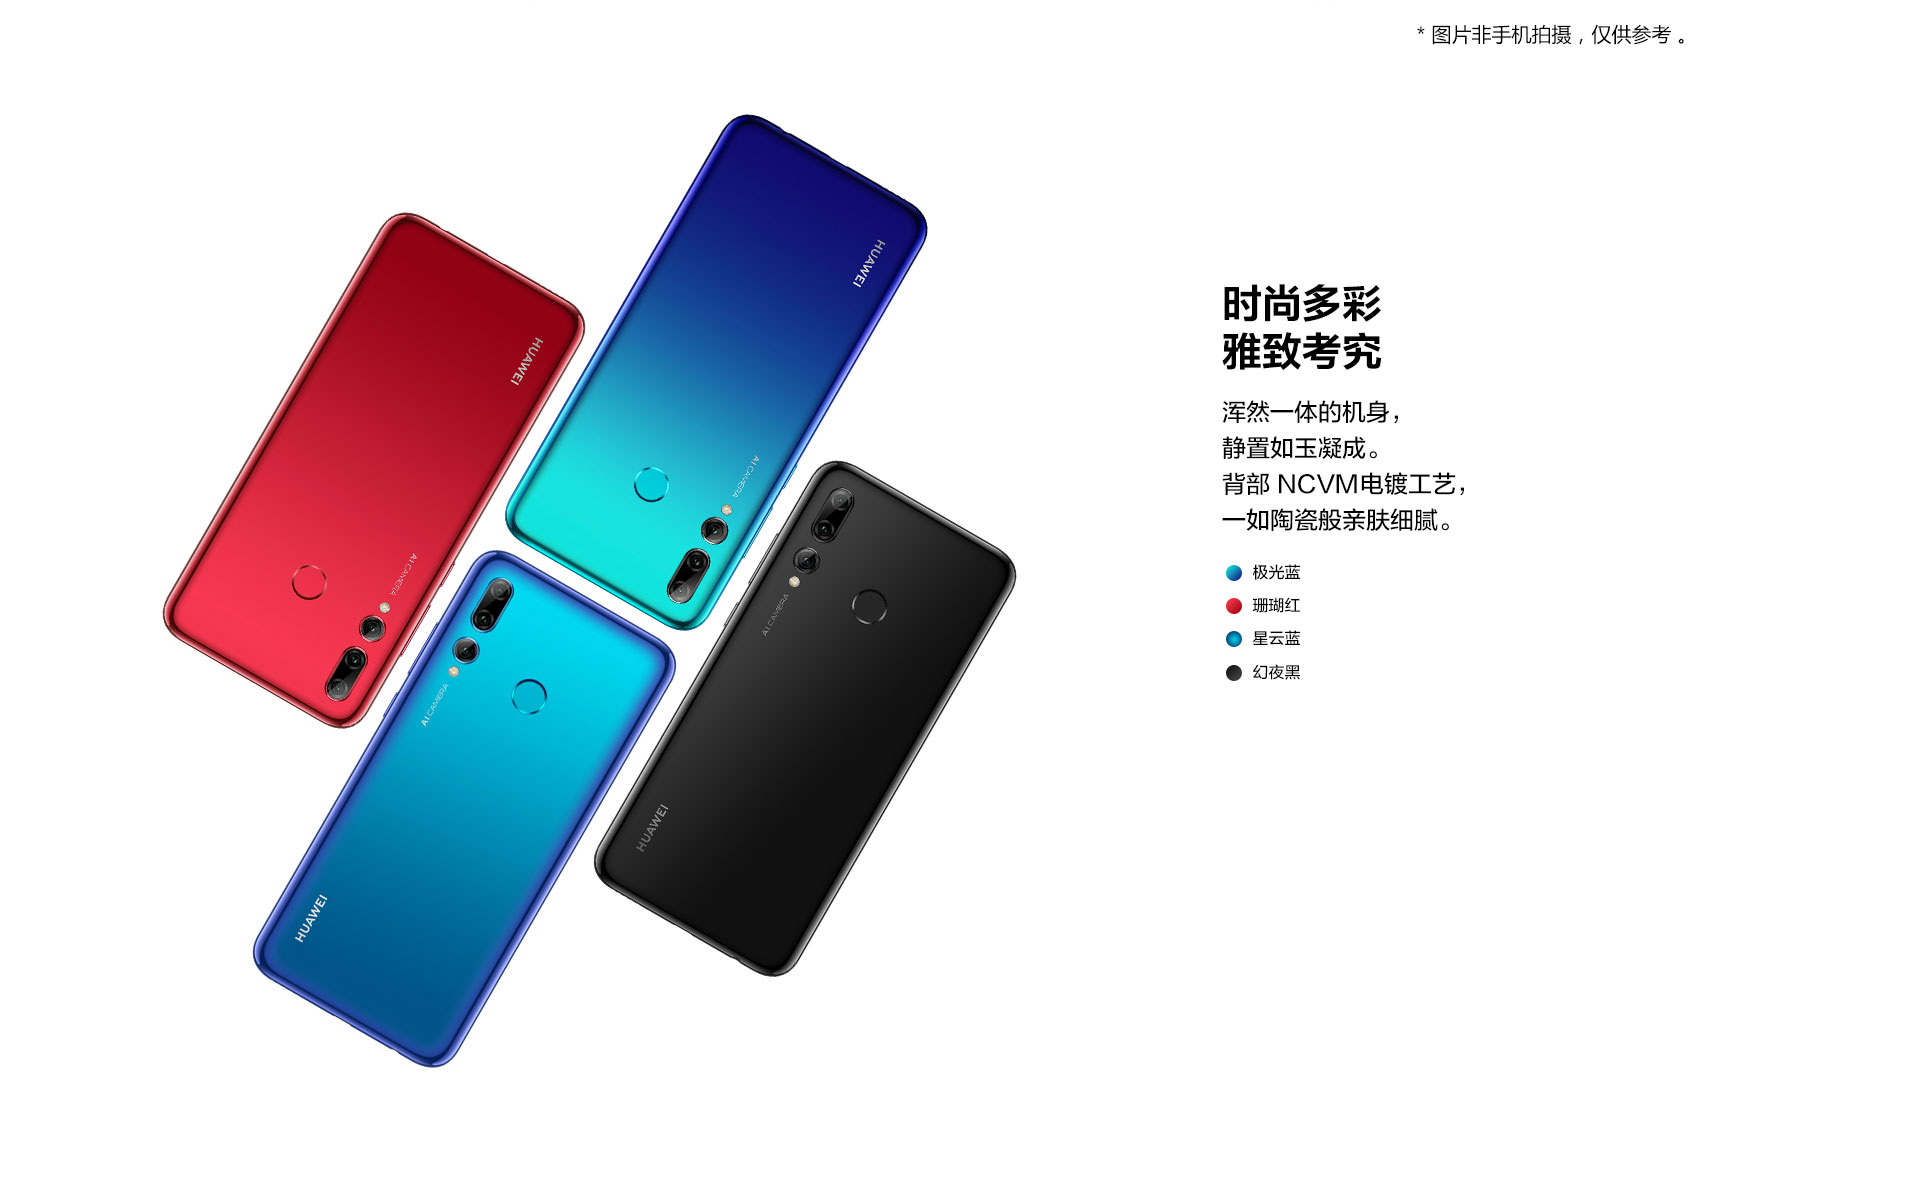 * 图片非手机拍摄，仅供参考 。
HUAWEI
HUAWEI
AI CAMERA
AI CAMERA
AI CAMERA
AI CAMERA
HUAWEI
HUAWEI
时尚多彩
雅致考究
浑然一体的机身，
静置如玉凝成。
背部 NCVM电镀工艺，
一如陶瓷般亲肤细腻。
极光蓝
珊瑚红
星云蓝
幻夜黑